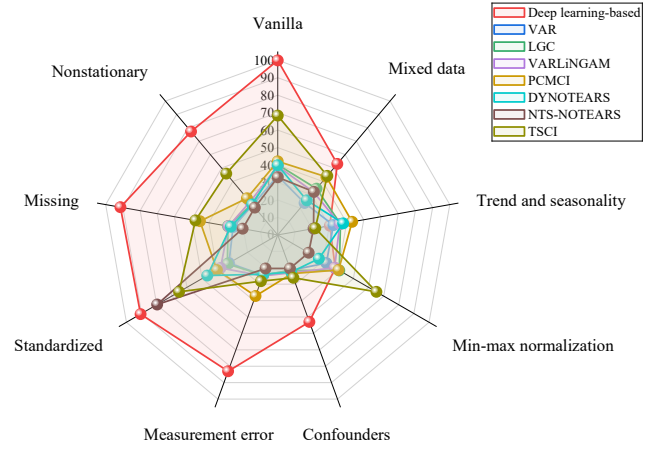 Vanilla
Mixed data
Trend and seasonality
Min-max normalization
Confounders
Measurement error
Standardized
Missing
Nonstationary
100
90
80
70
60
50
40
30
20
10
0
Deep learning-based
VAR
LGC
VARLiNGAM
PCMCI
DYNOTEARS
NTS-NOTEARS
TSCI